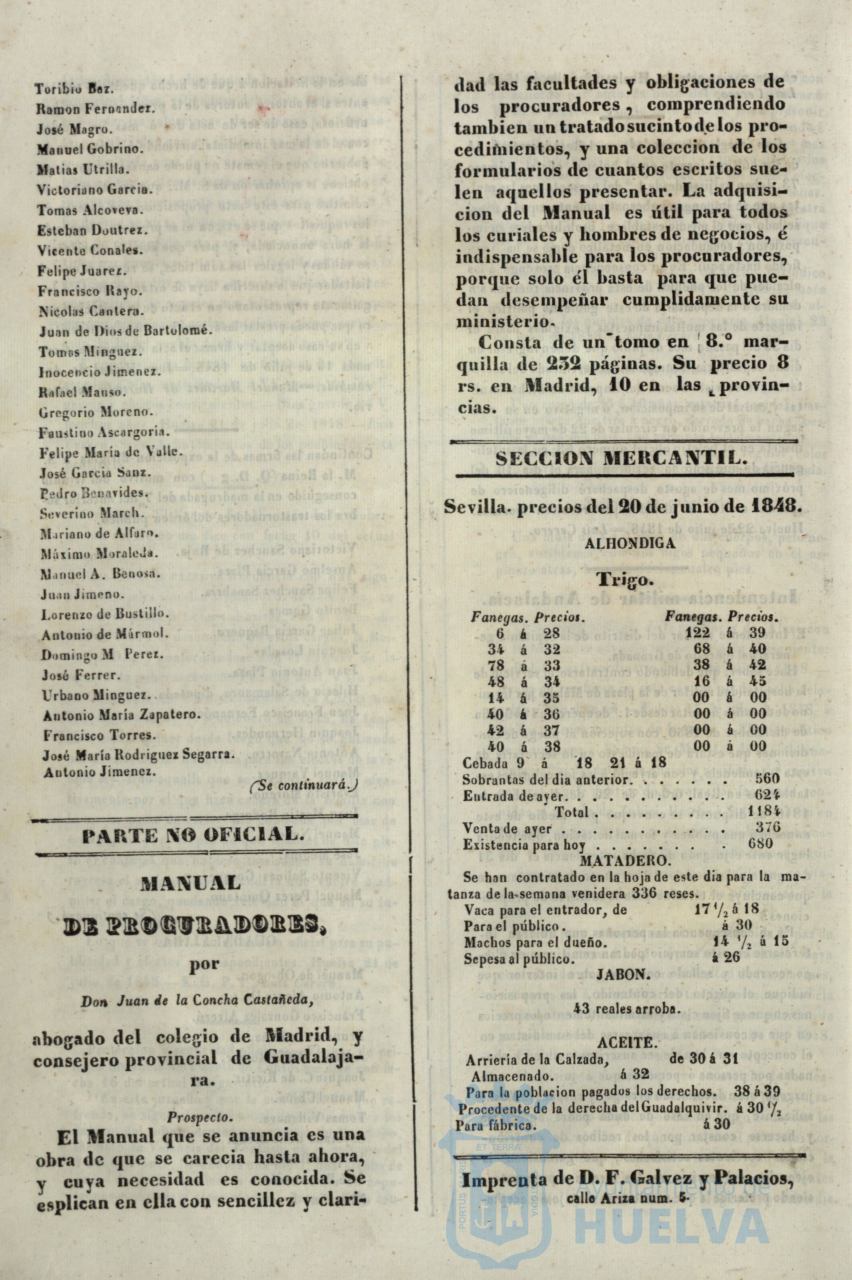 Toribio Baz.
Ramon Fernandez.
José Magro.
Manuel Gobrino.
Matias Utrilla.
Victoriano Garcia.
Tomas Alcoveva.
Esteban Doutrez.
Vicente Conales.
Felipe Juarez.
Francisco Rayo.
Nicolas Cantera.
Juan de Dios de Bartolomé.
Tomas Minguez.
Inocencio Jimenez.
Rafael Manso.
Gregorio Moreno.
Faustino Ascargoria.
Felipe María de Valle.
José Garcia Sanz.
Pedro Benavides.
Severino March.
Mariano de Alfaro.
Máximo Moraleda.
Manuel A. Benosa.
Juan Jimeno.
Lorenzo de Bustillo.
Antonio de Mármol.
Domingo M Perez.
José Ferrer.
Urbano Minguez.
Antonio María Zapatero.
Francisco Torres.
José María Rodriguez Segarra.
Antonio Jimenez.
(Se continuará.)
PARTE NO OFICIAL.
MANUAL
DE PROCURADORES,
por
Don Juan de la Concha Castañeda,
abogado del colegio de Madrid, y
consejero provincial de Guadalaja-
ra.
Prospecto.
El Manual que se anuncia es una
obra de que se carecia hasta ahora,
y cuya necesidad es conocida. Se
esplican en ella con sencillez y clari-
dad las facultades y obligaciones de
los procuradores, comprendiendo
tambien un tratado sucinto de los pro-
cedimientos, y una coleccion de los
formularios de cuantos escritos sue-
len aquellos presentar. La adquisi-
cion del Manual es útil para todos
los curiales y hombres de negocios, é
indispensable para los procuradores,
porque solo él basta para que pue-
dan desempeñar cumplidamente su
ministerio.
Consta de un tomo en 8.º mar-
quilla de 232 páginas. Su precio 8
rs. en Madrid, 10 en las provin-
cias.
SECCION MERCANTIL.
Sevilla. precios del 20 de junio de 1848.
ALHONDIGA
Trigo.
Fanegas. Precios. Fanegas. Precios.
6 á 28 122 á 39
34 á 32 68 á 40
78 á 33 38 á 42
48 á 34 16 á 45
14 á 35 00 á 00
40 á 36 00 á 00
42 á 37 00 á 00
40 á 38 00 á 00
Cebada 9 á 18 21 á 18
Sobrantas del dia anterior. . . . . . . 560
Entrada de ayer. . . . . . . . . . . 624
Total . . . . . . . . . 1184
Venta de ayer . . . . . . . . . . . 376
Existencia para hoy . . . . . . . . 680
MATADERO.
Se han contratado en la hoja de este dia para la ma-
tanza de la semana venidera 336 reses.
Vaca para el entrador, de 17 1/2 á 18
Para el público. á 30
Machos para el dueño. 14 1/2 á 15
Se pesa al público. á 26
JABON.
43 reales arroba.
ACEITE.
Arriería de la Calzada, de 30 á 31
Almacenado. á 32
Para la poblacion pagados los derechos. 38 á 39
Procedente de la derecha del Guadalquivir. á 30 1/2
Para fábrica. á 30
Imprenta de D. F. Galvez y Palacios,
calle Ariza num. 5.
HUELVA